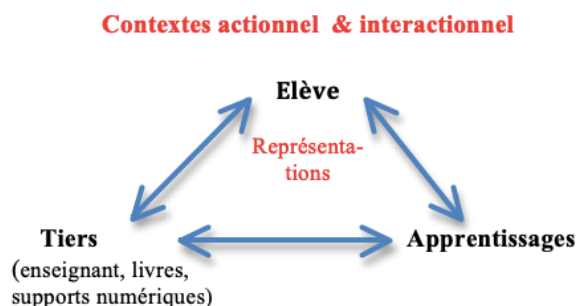 Contextes actionnel & interactionnel
Elève
Représenta-
tions
Tiers
Apprentissages
(enseignant, livres,
supports numériques)